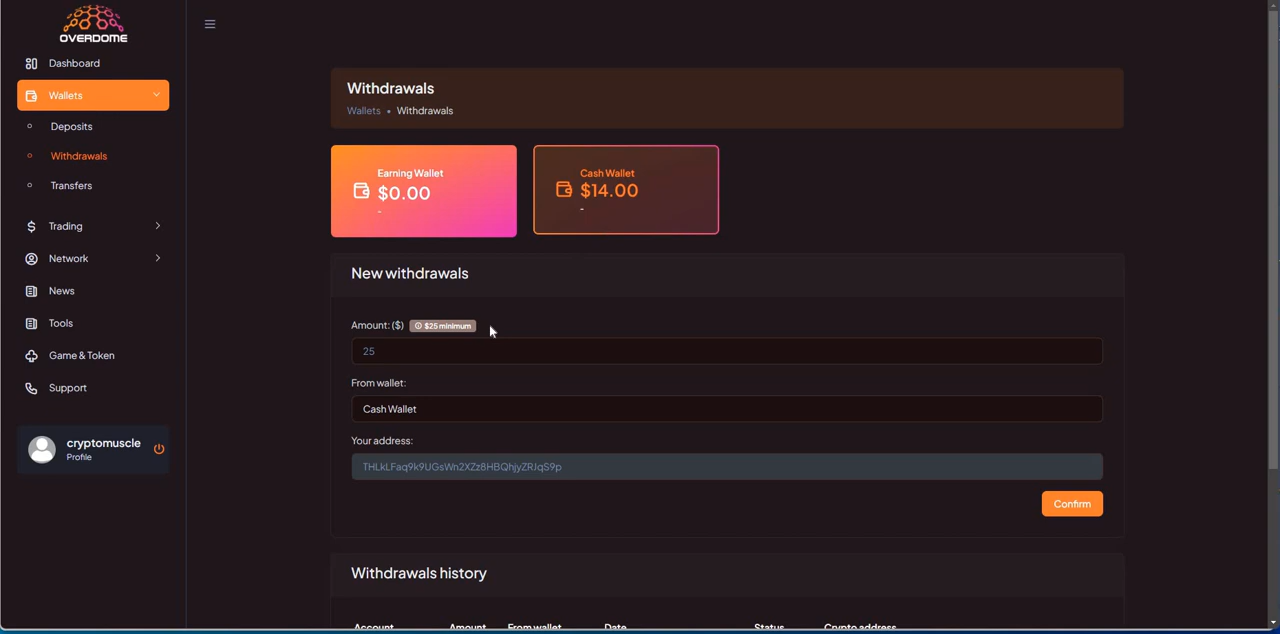 OVERDOME
Dashboard
Wallets
Deposits
Withdrawals
Transfers
Trading
Network
News
Tools
Game & Token
Support
cryptomuscle
Profile
Withdrawals
Wallets • Withdrawals
Earning Wallet
$0.00
-
Cash Wallet
$14.00
-
New withdrawals
Amount: ($) $25 minimum
25
From wallet:
Cash Wallet
Your address:
THLkLFaq9k9UGsWn2XZz8HBQhjyZRJqS9p
Confirm
Withdrawals history
Account Amount From wallet Date Status Crypto address